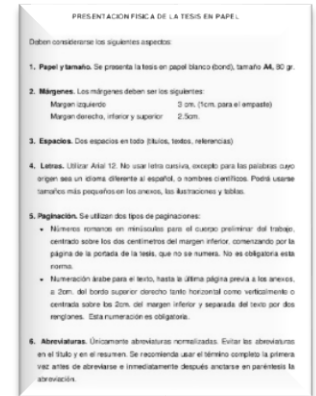 PRESENTACION FISICA DE LA TESIS EN PAPEL
Deben considerarse los siguientes aspectos:
1. Papel y tamaño. Se presenta la tesis en papel blanco (bond), tamaño A4, 80 gr.
2. Márgenes. Los márgenes deben ser los siguientes:
Margen izquierdo 3 cm. (1cm. para el empaste)
Margen derecho, inferior y superior 2.5cm.
3. Espacios. Dos espacios en todo (títulos, textos, referencias)
4. Letras. Utilizar Arial 12. No usar letra cursiva, excepto para las palabras cuyo
origen sea un idioma diferente al español, o nombres científicos. Podrá usarse
tamaños más pequeños en los anexos, las ilustraciones y tablas.
5. Paginación. Se utilizan dos tipos de paginaciones:
• Números romanos en minúsculas para el cuerpo preliminar del trabajo,
centrado sobre los dos centímetros del margen inferior, comenzando por la
página de la portada de la tesis, que no se numera. No es obligatoria esta
norma.
• Numeración árabe para el texto, hasta la última página previa a los anexos,
a 2cm. del borde superior derecho tanto horizontal como verticalmente o
centrada sobre los 2cm. del margen inferior y separada del texto por dos
renglones. Esta numeración es obligatoria.
6. Abreviaturas. Únicamente abreviaturas normalizadas. Evitar las abreviaturas
en el título y en el resumen. Se recomienda usar el término completo la primera
vez antes de abreviarse e inmediatamente después anotarse en paréntesis la
abreviación.